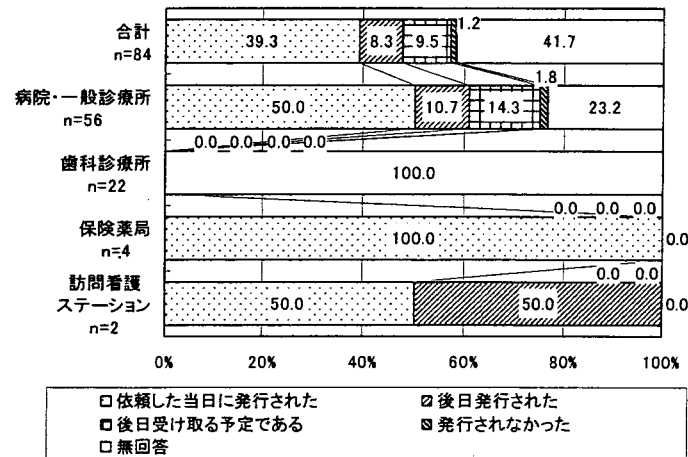 合計
n=84
39.3
8.3
9.5
1.2
41.7
病院・一般診療所
n=56
50.0
10.7
14.3
1.8
23.2
歯科診療所
n=22
0.0
0.0
0.0
0.0
100.0
保険薬局
n=4
100.0
0.0
0.0
0.0
0.0
訪問看護
ステーション
n=2
50.0
50.0
0.0
0.0
0.0
0% 20% 40% 60% 80% 100%
依頼した当日に発行された 後日発行された
後日受け取る予定である 発行されなかった
無回答